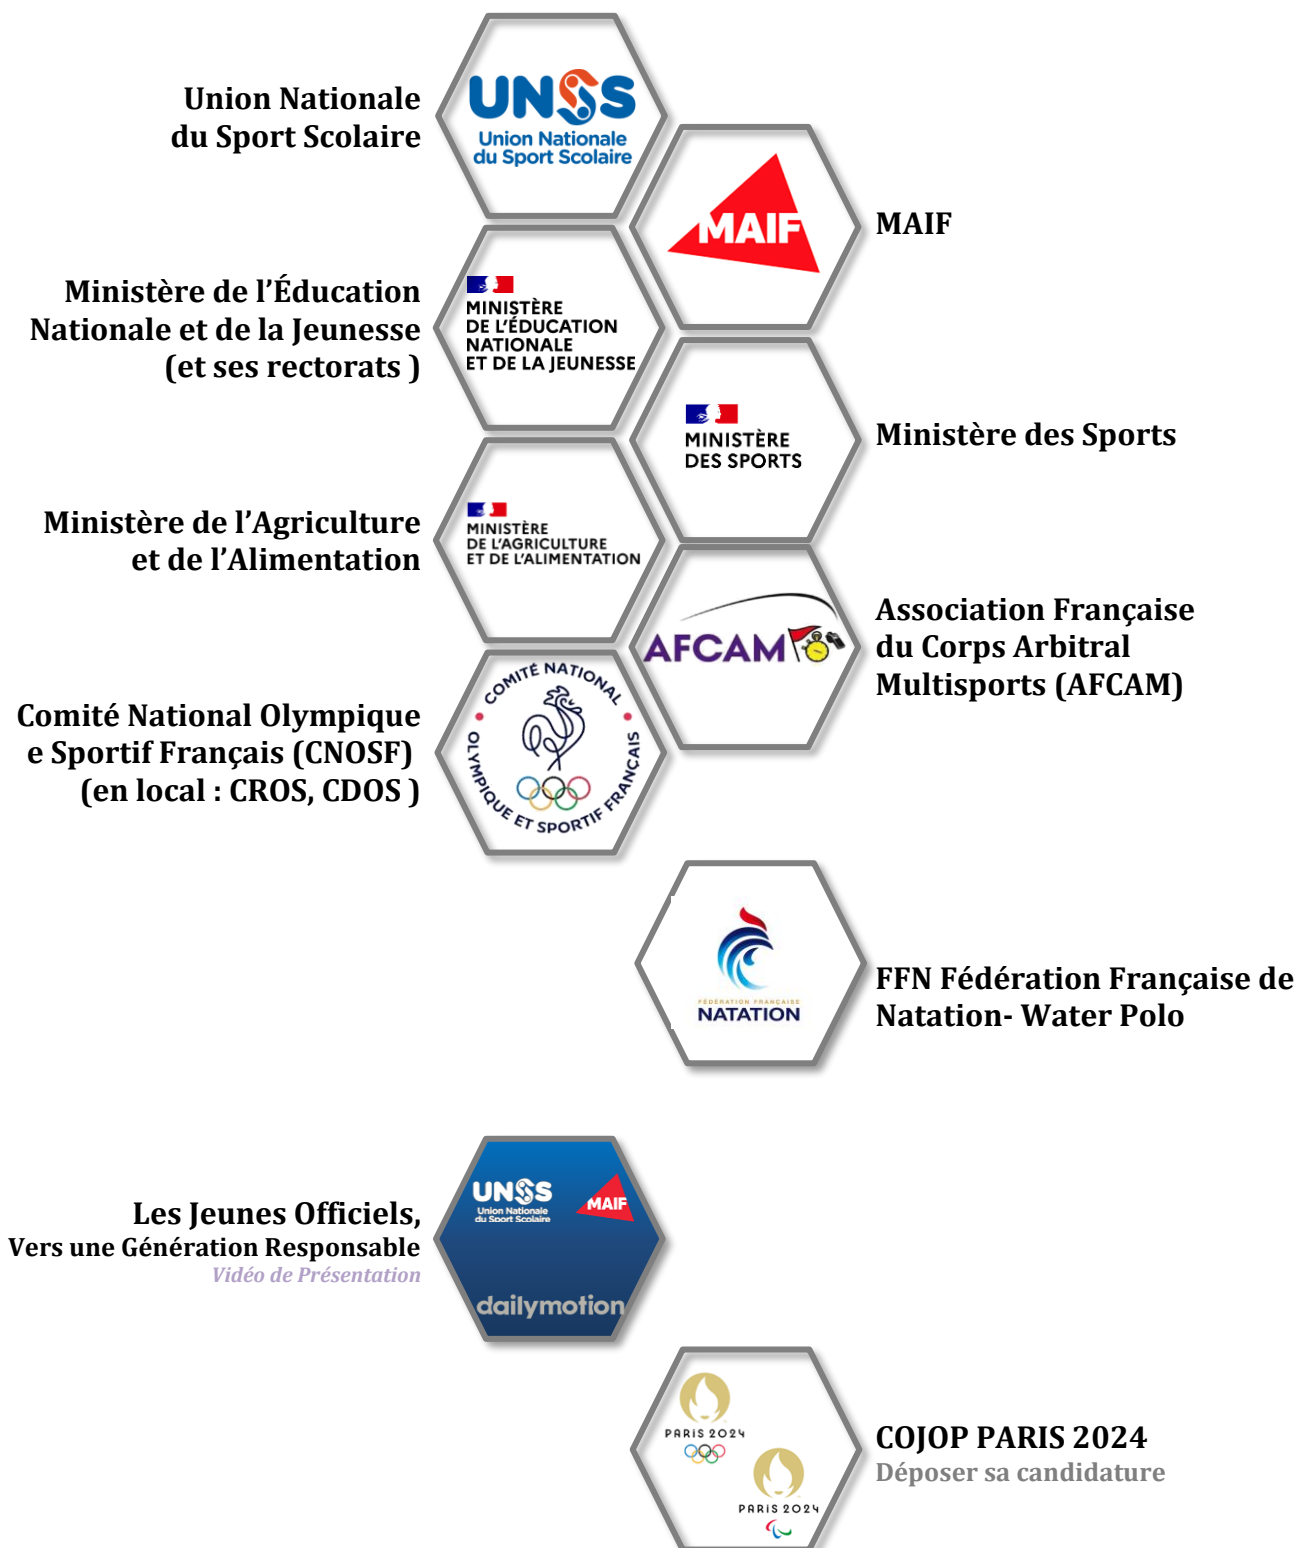 Union Nationale
du Sport Scolaire
UNSS
Union Nationale
du Sport Scolaire
MAIF
MAIF
Ministère de l’Éducation
Nationale et de la Jeunesse
(et ses rectorats )
MINISTÈRE
DE L'ÉDUCATION
NATIONALE
ET DE LA JEUNESSE
MINISTÈRE
DES SPORTS
Ministère des Sports
Ministère de l’Agriculture
et de l’Alimentation
MINISTÈRE
DE L'AGRICULTURE
ET DE L'ALIMENTATION
AFCAM
Association Française
du Corps Arbitral
Multisports (AFCAM)
Comité National Olympique
e Sportif Français (CNOSF)
(en local : CROS, CDOS )
COMITÉ NATIONAL
OLYMPIQUE ET SPORTIF FRANÇAIS
FÉDÉRATION FRANÇAISE
NATATION
FFN Fédération Française de
Natation- Water Polo
Les Jeunes Officiels,
Vers une Génération Responsable
Vidéo de Présentation
UNSS
Union Nationale
du Sport Scolaire
MAIF
dailymotion
PARIS 2024
PARIS 2024
COJOP PARIS 2024
Déposer sa candidature